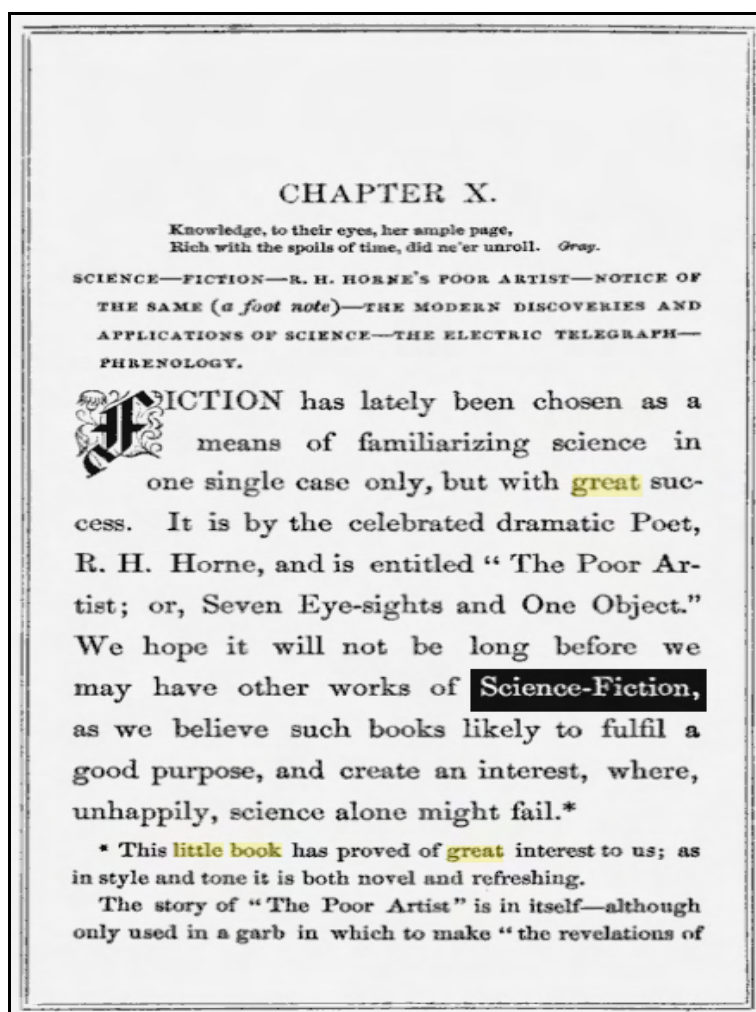 CHAPTER X.
Knowledge, to their eyes, her ample page,
Rich with the spoils of time, did ne'er unroll. Gray.
SCIENCE—FICTION—R. H. HORNE'S POOR ARTIST—NOTICE OF
THE SAME (a foot note)—THE MODERN DISCOVERIES AND
APPLICATIONS OF SCIENCE—THE ELECTRIC TELEGRAPH—
PHRENOLOGY.
FICTION has lately been chosen as a
means of familiarizing science in
one single case only, but with great suc-
cess. It is by the celebrated dramatic Poet,
R. H. Horne, and is entitled “ The Poor Ar-
tist; or, Seven Eye-sights and One Object.”
We hope it will not be long before we
may have other works of Science-Fiction,
as we believe such books likely to fulfil a
good purpose, and create an interest, where,
unhappily, science alone might fail.*
* This little book has proved of great interest to us; as
in style and tone it is both novel and refreshing.
The story of “The Poor Artist” is in itself—although
only used in a garb in which to make “ the revelations of